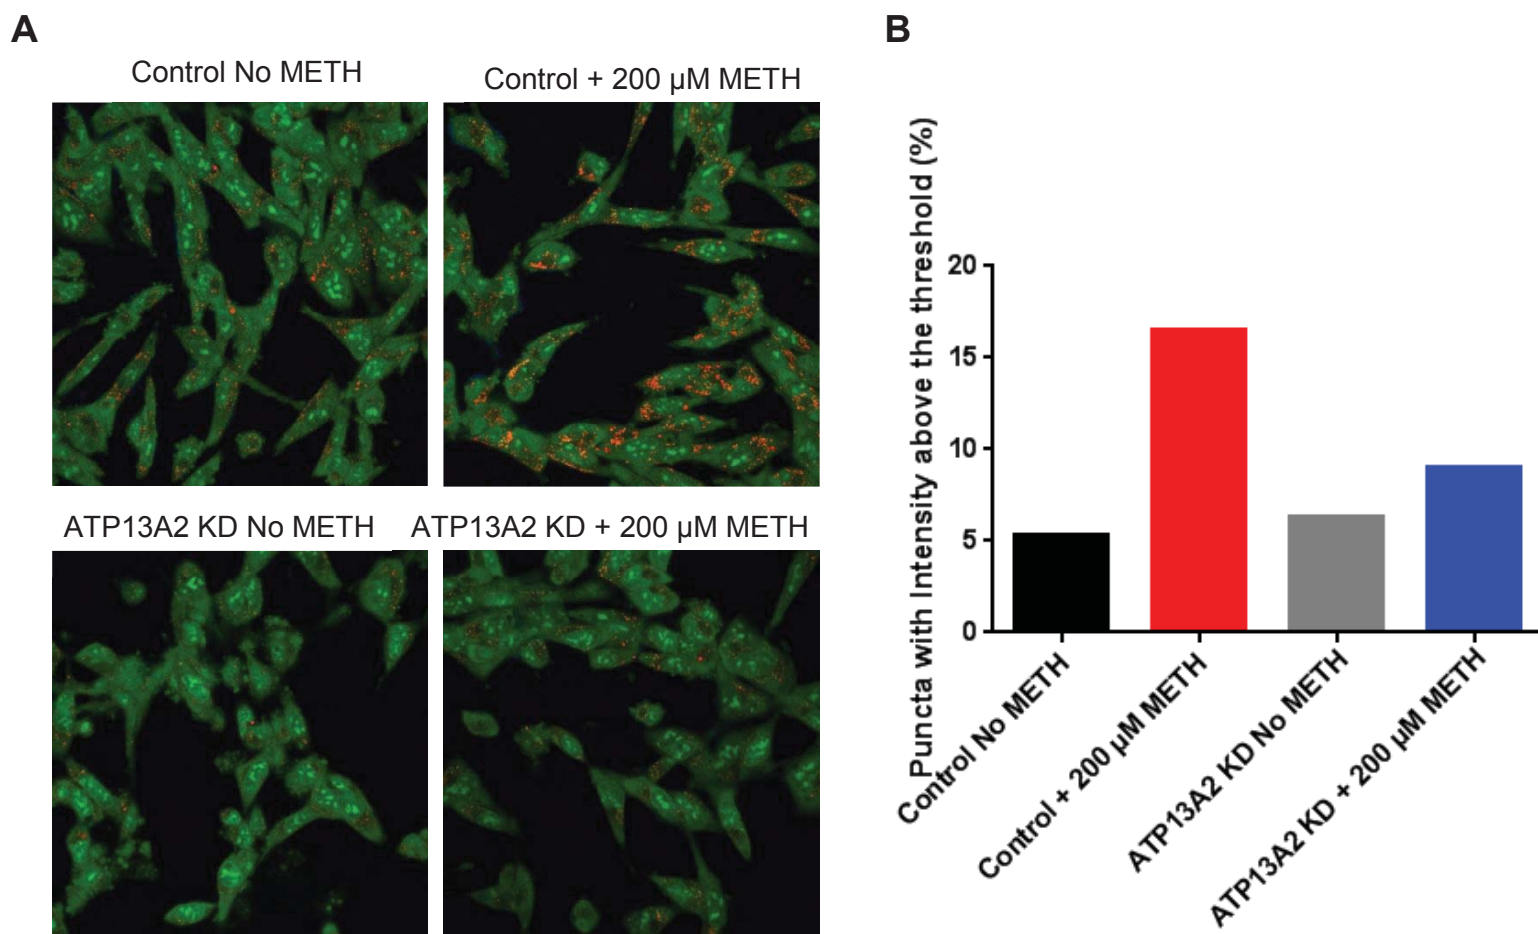 A
Control No METH
Control + 200 µM METH
ATP13A2 KD No METH
ATP13A2 KD + 200 µM METH
B
Puncta with Intensity above the threshold (%)
20
15
10
5
0
Control No METH
Control + 200 µM METH
ATP13A2 KD No METH
ATP13A2 KD + 200 µM METH